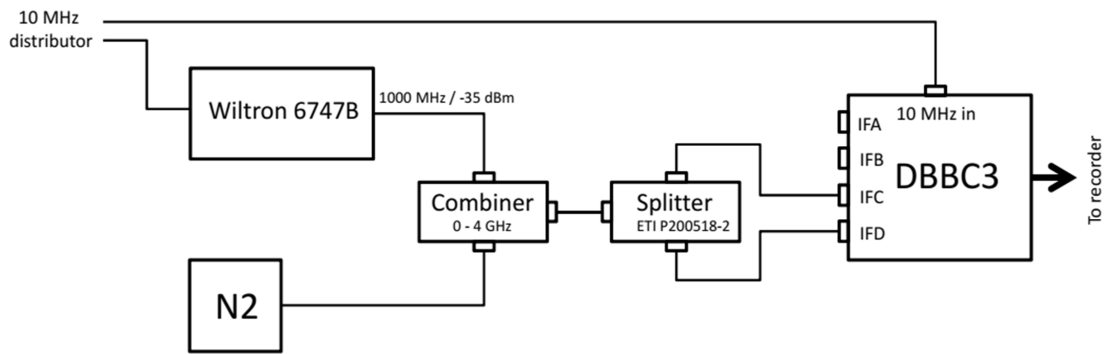 10 MHz
distributor
Wiltron 6747B
1000 MHz / -35 dBm
10 MHz in
IFA
IFB
DBBC3
IFC
IFD
To recorder
Combiner
0 - 4 GHz
Splitter
ETI P200518-2
N2